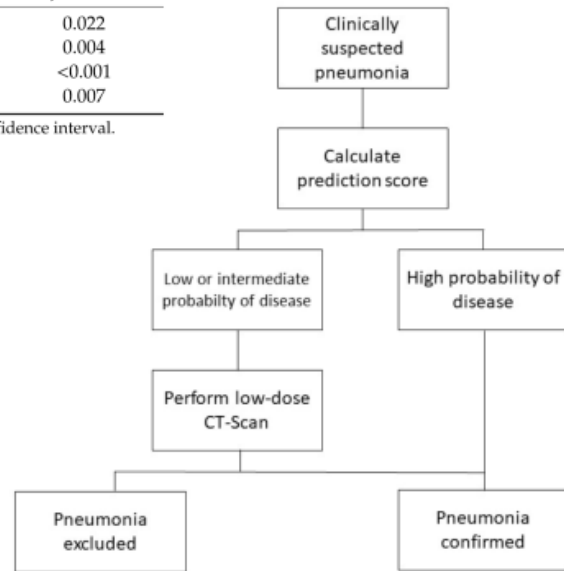 0.022
0.004
<0.001
0.007
fidence interval.
Clinically
suspected
pneumonia
Calculate
prediction score
Low or intermediate
probabilty of disease
High probability of
disease
Perform low-dose
CT-Scan
Pneumonia
excluded
Pneumonia
confirmed